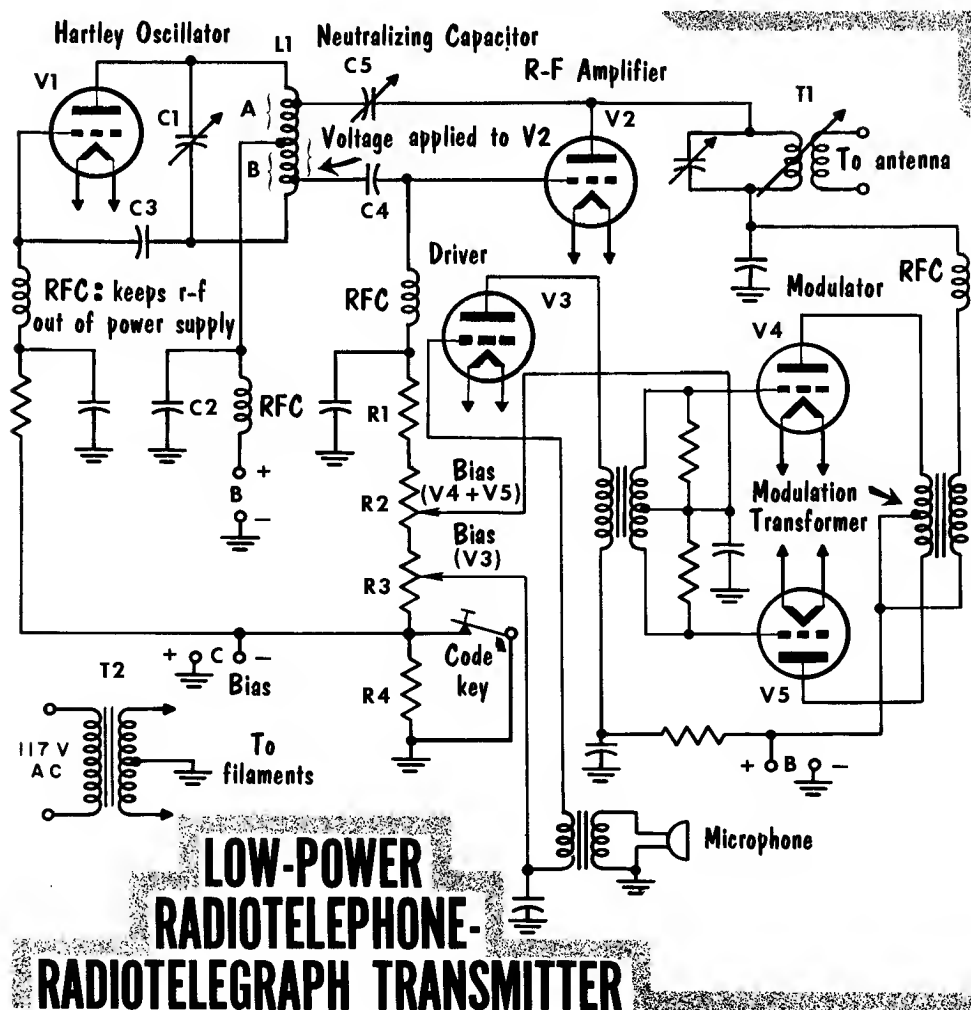 Hartley Oscillator
L1
Neutralizing Capacitor
C5
R-F Amplifier
V1
V2
T1
C1
A
B
Voltage applied to V2
To antenna
C3
C4
Driver
RFC: keeps r-f
out of power supply
RFC
V3
Modulator
RFC
V4
C2
RFC
R1
+
B
-
Bias
(V4 + V5)
R2
Modulation
Transformer
Bias
(V3)
R3
+ C -
Bias
Code
key
V5
T2
R4
117 V
AC
To
filaments
+ B -
Microphone
LOW-POWER
RADIOTELEPHONE-
RADIOTELEGRAPH TRANSMITTER